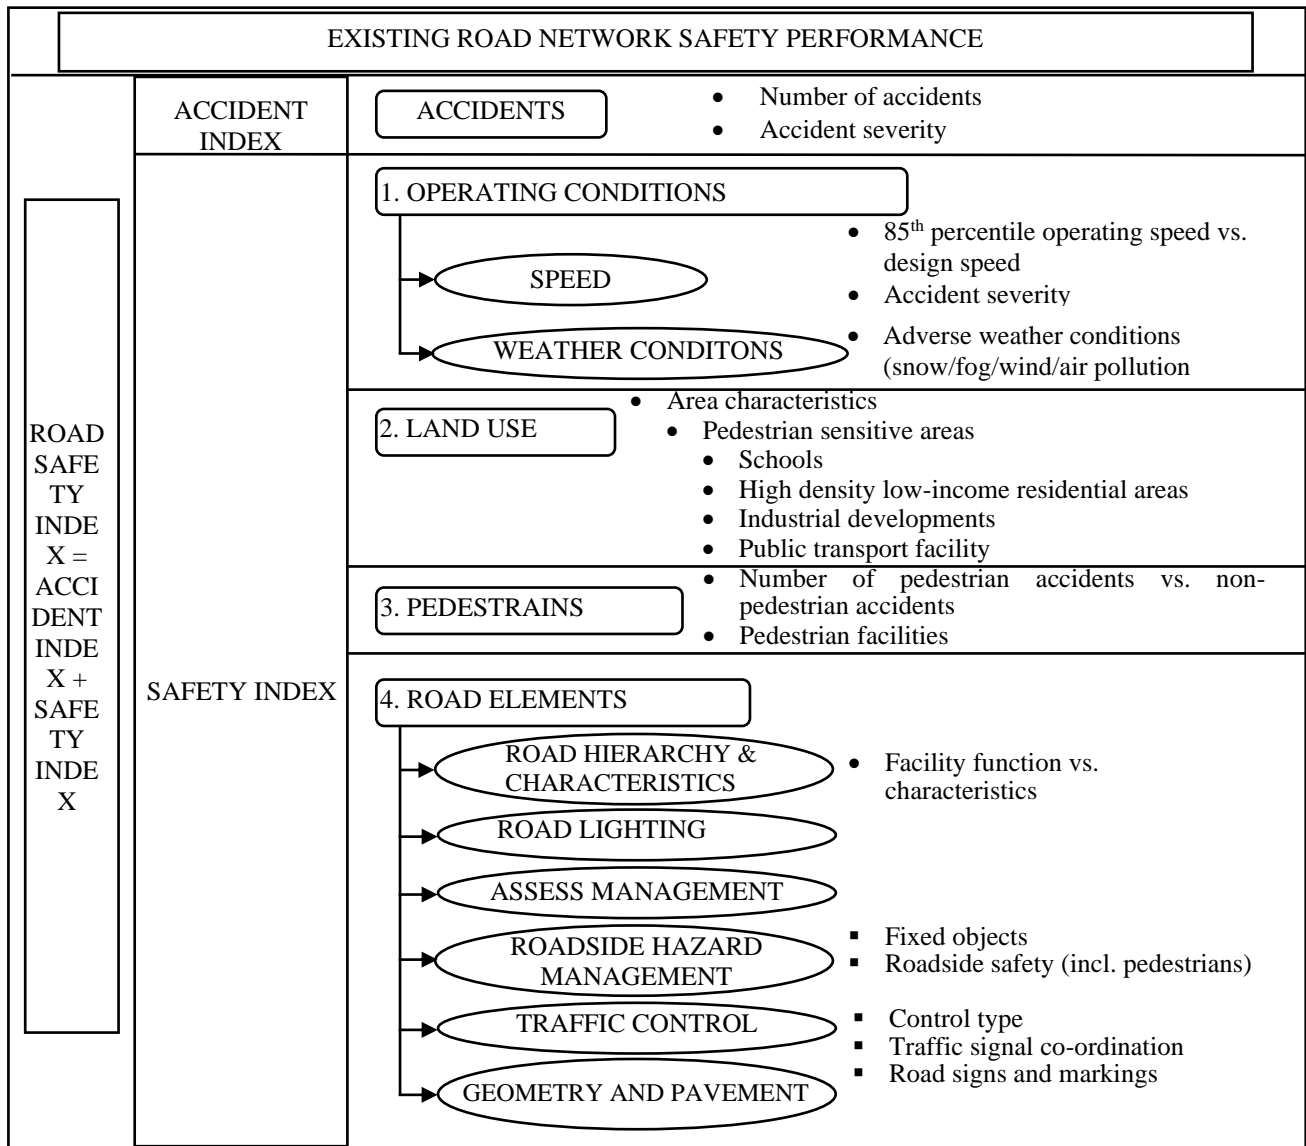 EXISTING ROAD NETWORK SAFETY PERFORMANCE
ROAD
SAFE
TY
INDE
X =
ACCI
DENT
INDE
X +
SAFE
TY
INDE
X
ACCIDENT
INDEX
ACCIDENTS
• Number of accidents
• Accident severity
SAFETY INDEX
1. OPERATING CONDITIONS
SPEED
• 85th percentile operating speed vs.
design speed
• Accident severity
WEATHER CONDITONS
• Adverse weather conditions
(snow/fog/wind/air pollution
2. LAND USE
• Area characteristics
• Pedestrian sensitive areas
• Schools
• High density low-income residential areas
• Industrial developments
• Public transport facility
3. PEDESTRAINS
• Number of pedestrian accidents vs. non-
pedestrian accidents
• Pedestrian facilities
4. ROAD ELEMENTS
ROAD HIERARCHY &
CHARACTERISTICS
• Facility function vs.
characteristics
ROAD LIGHTING
ASSESS MANAGEMENT
ROADSIDE HAZARD
MANAGEMENT
▪ Fixed objects
▪ Roadside safety (incl. pedestrians)
TRAFFIC CONTROL
▪ Control type
▪ Traffic signal co-ordination
▪ Road signs and markings
GEOMETRY AND PAVEMENT